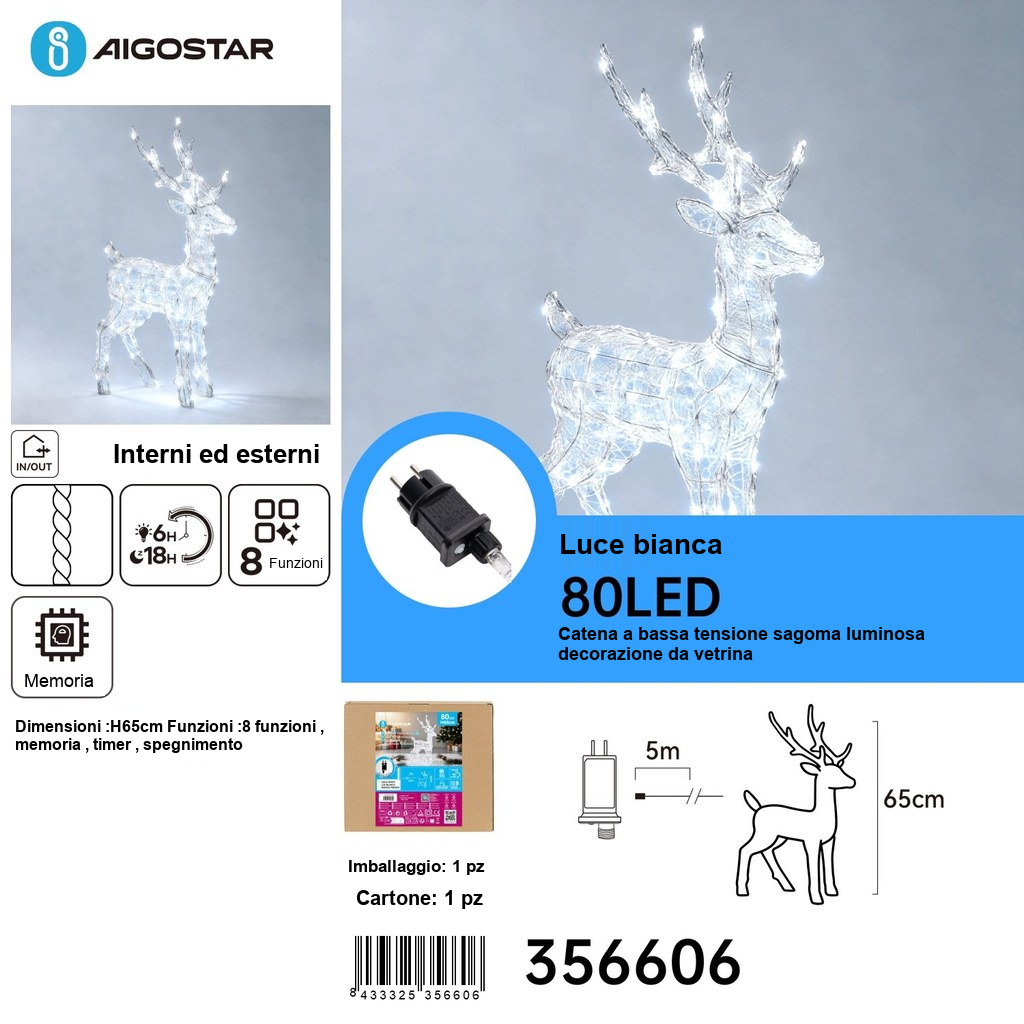 AIGOSTAR
IN/OUT
Interni ed esterni
6H
18H
8 Funzioni
Memoria
Dimensioni :H65cm Funzioni :8 funzioni ,
memoria , timer , spegnimento
Luce bianca
80LED
Catena a bassa tensione sagoma luminosa
decorazione da vetrina
AIGOSTAR
80
5m
65cm
Imballaggio: 1 pz
Cartone: 1 pz
8 433325 356606
356606